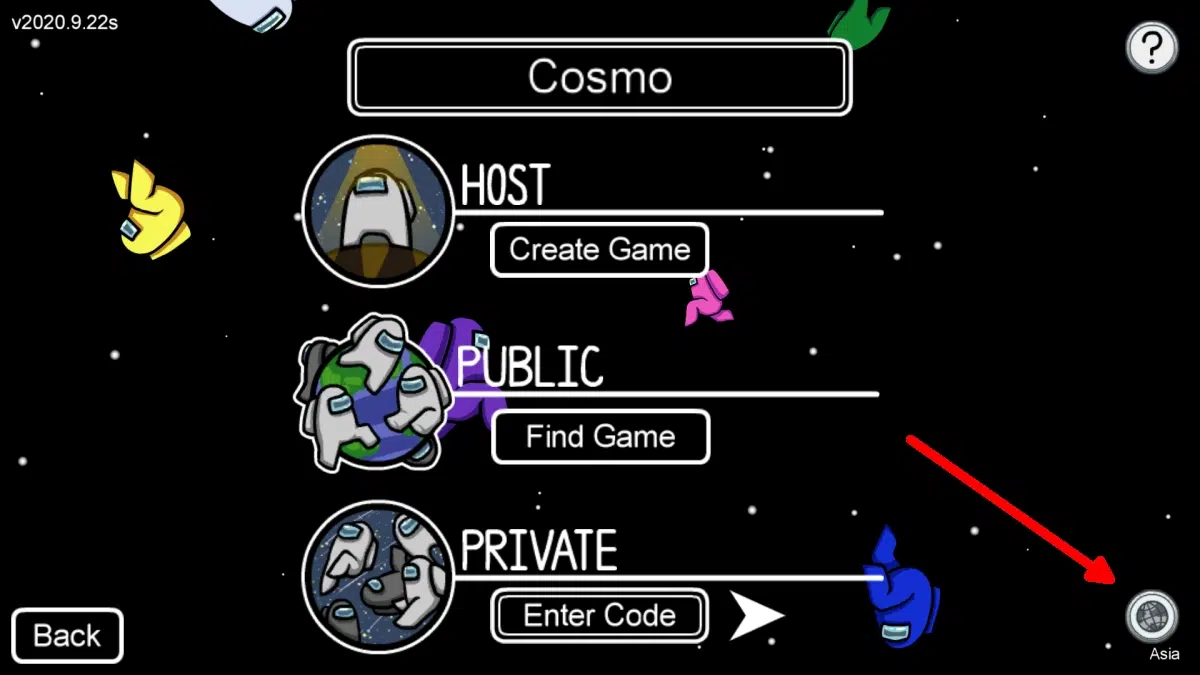 v2020.9.22s
?
Cosmo
HOST
Create Game
PUBLIC
Find Game
PRIVATE
Enter Code
Back
Asia